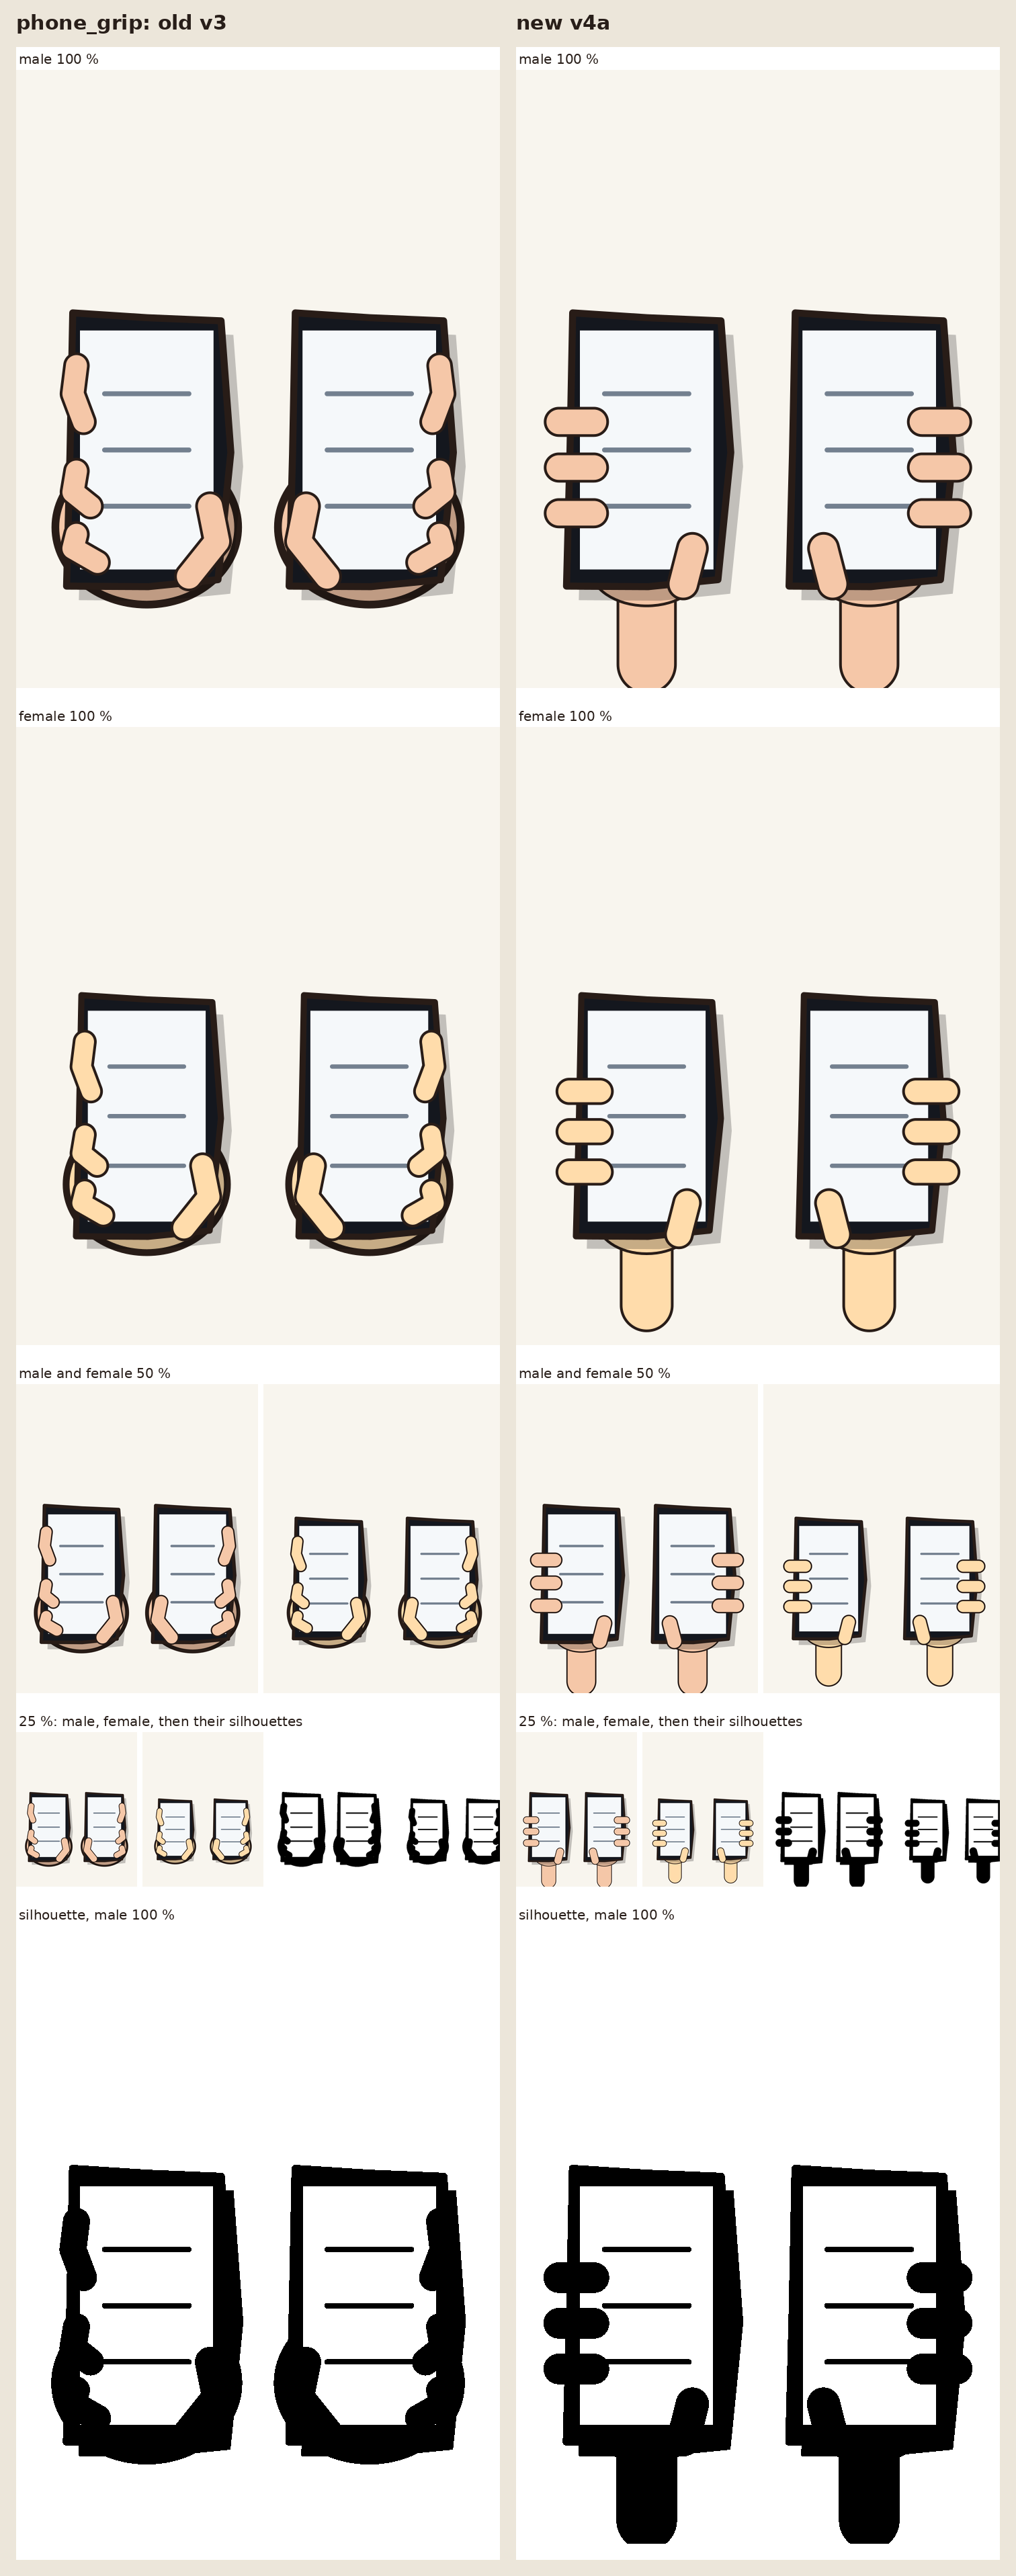 phone_grip: old v3
male 100 %
female 100 %
male and female 50 %
25 %: male, female, then their silhouettes
silhouette, male 100 %
new v4a
male 100 %
female 100 %
male and female 50 %
25 %: male, female, then their silhouettes
silhouette, male 100 %